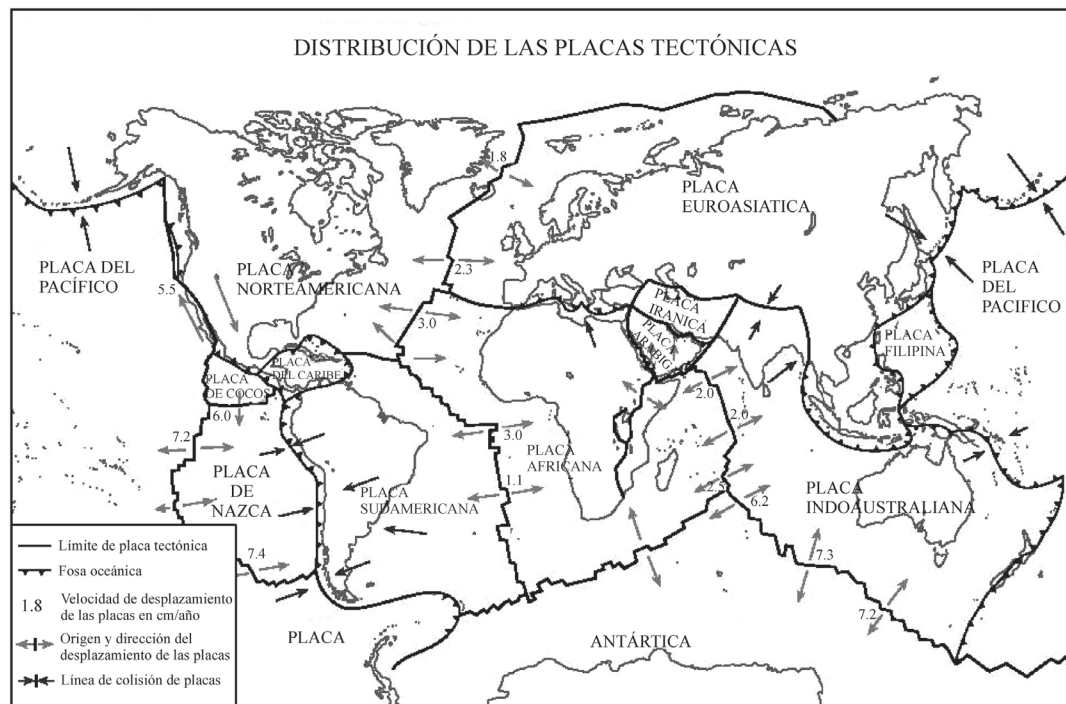 DISTRIBUCIÓN DE LAS PLACAS TECTÓNICAS
1.8
PLACA
EUROASIATICA
PLACA DEL
PACÍFICO
5.5
PLACA
NORTEAMERICANA
2.3
3.0
PLACA
IRANICÁ
PLACA
ARABIGA
PLACA
FILIPINA
PLACA
DEL
PACIFICO
PLACA
DE COCOS
PLACA
DEL CARIBE
6.0
7.2
2.0
2.0
3.0
PLACA
AFRICANA
1.1
PLACA
DE
NAZCA
PLACA
SUDAMERICANA
2.5
6.2
PLACA
INDOAUSTRALIANA
7.4
7.3
7.2
PLACA
ANTÁRTICA
Límite de placa tectónica
Fosa oceánica
1.8 Velocidad de desplazamiento
de las placas en cm/año
Origen y dirección del
desplazamiento de las placas
Línea de colisión de placas